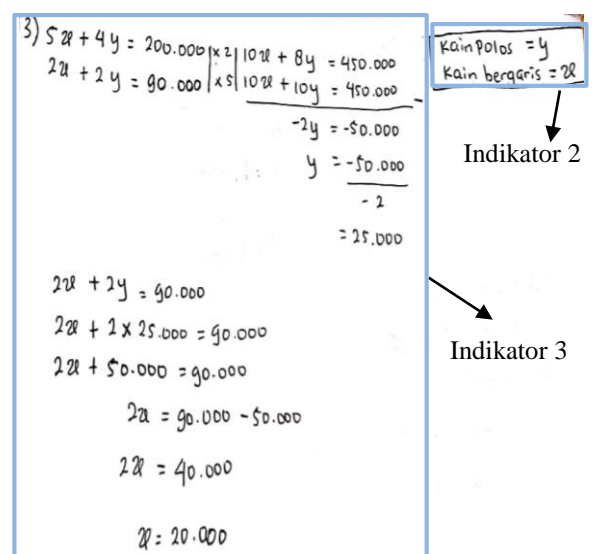 3) 5x + 4y = 200.000 | x 2 | 10x + 8y = 450.000
2x + 2y = 90.000 | x 5 | 10x + 10y = 450.000 -
-2y = -50.000
y = -50.000
-2
= 25.000
2x + 2y = 90.000
2x + 2 x 25.000 = 90.000
2x + 50.000 = 90.000
2x = 90.000 - 50.000
2x = 40.000
x = 20.000
Kain Polos = y
Kain bergaris = x
Indikator 2
Indikator 3